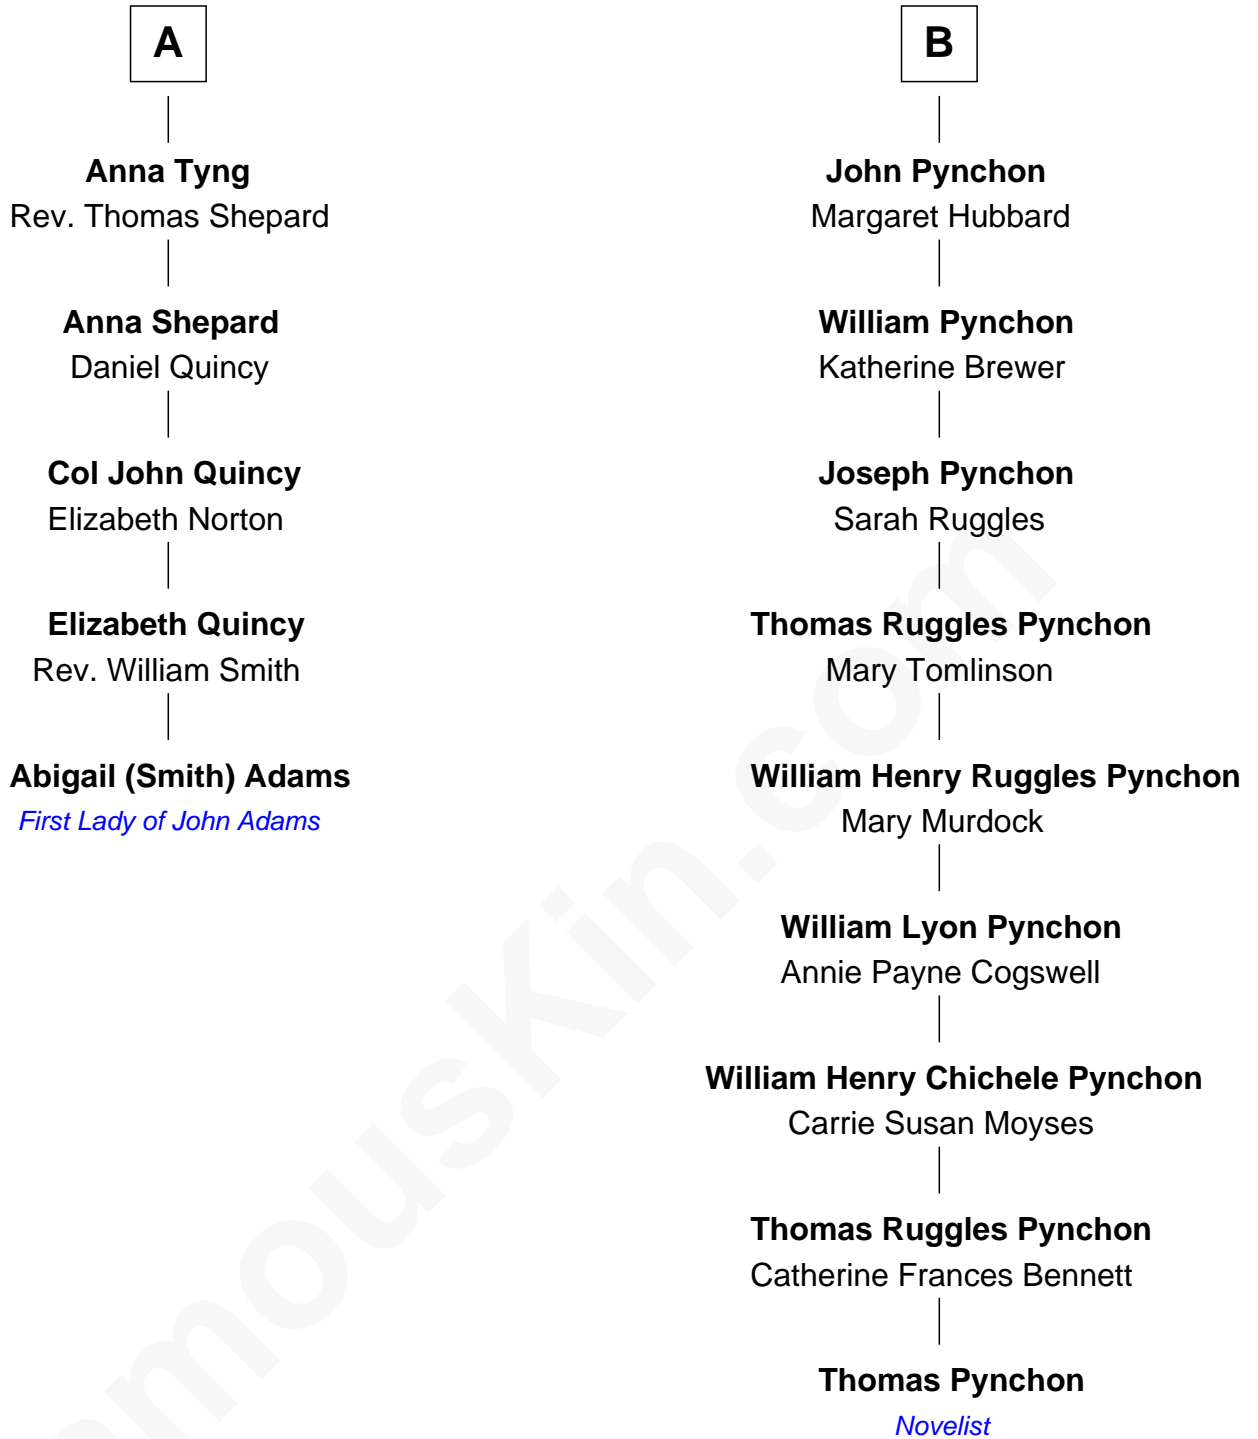 A
Anna Tyng
Rev. Thomas Shepard
Anna Shepard
Daniel Quincy
Col John Quincy
Elizabeth Norton
Elizabeth Quincy
Rev. William Smith
Abigail (Smith) Adams
First Lady of John Adams
B
John Pynchon
Margaret Hubbard
William Pynchon
Katherine Brewer
Joseph Pynchon
Sarah Ruggles
Thomas Ruggles Pynchon
Mary Tomlinson
William Henry Ruggles Pynchon
Mary Murdock
William Lyon Pynchon
Annie Payne Cogswell
William Henry Chichele Pynchon
Carrie Susan Moyses
Thomas Ruggles Pynchon
Catherine Frances Bennett
Thomas Pynchon
Novelist
amousKin.com